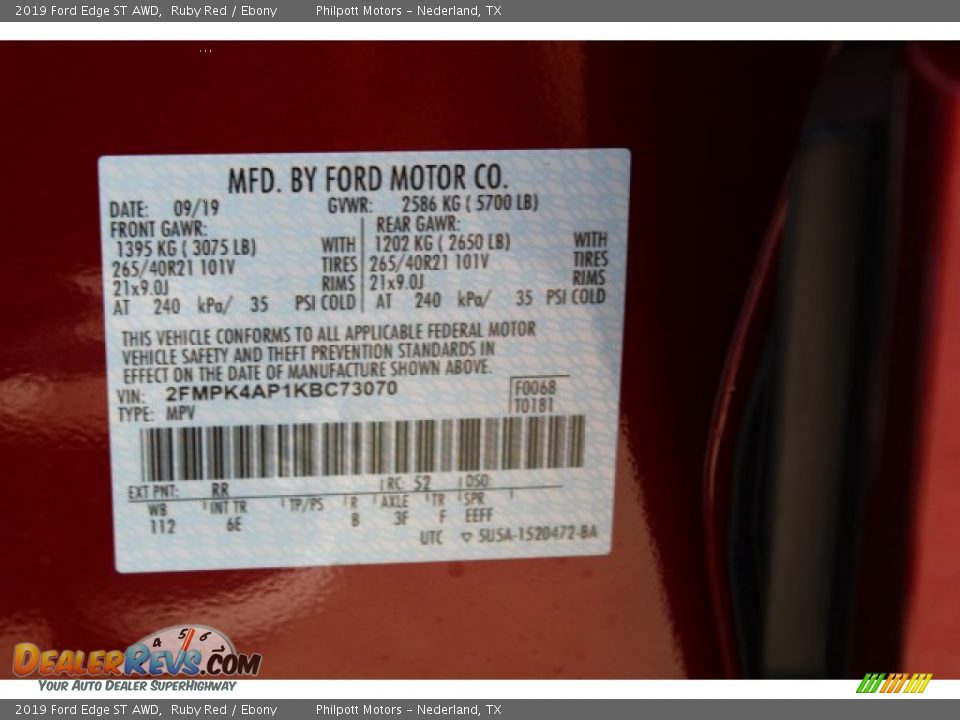 2019 Ford Edge ST AWD, Ruby Red / Ebony Philpott Motors – Nederland, TX
...
MFD. BY FORD MOTOR CO.
DATE: 09/19 GVWR: 2586 KG ( 5700 LB)
FRONT GAWR: REAR GAWR:
1395 KG ( 3075 LB) WITH 1202 KG ( 2650 LB) WITH
265/40R21 101V TIRES 265/40R21 101V TIRES
21x9.0J RIMS 21x9.0J RIMS
AT 240 kPa/ 35 PSI COLD AT 240 kPa/ 35 PSI COLD
THIS VEHICLE CONFORMS TO ALL APPLICABLE FEDERAL MOTOR
VEHICLE SAFETY AND THEFT PREVENTION STANDARDS IN
EFFECT ON THE DATE OF MANUFACTURE SHOWN ABOVE.
VIN: 2FMPK4AP1KBC73070 F0068
TYPE: MPV T0181
EXT PNT: RR RC: 52 DSO:
WB INT TR TP/PS R AXLE TR SPR
112 6E B 3F F EEFF
UTC ▽ 5U5A-1520472-BA
4 5 6 7
DealerRevs.com
Your Auto Dealer SuperHighway
2019 Ford Edge ST AWD, Ruby Red / Ebony Philpott Motors – Nederland, TX